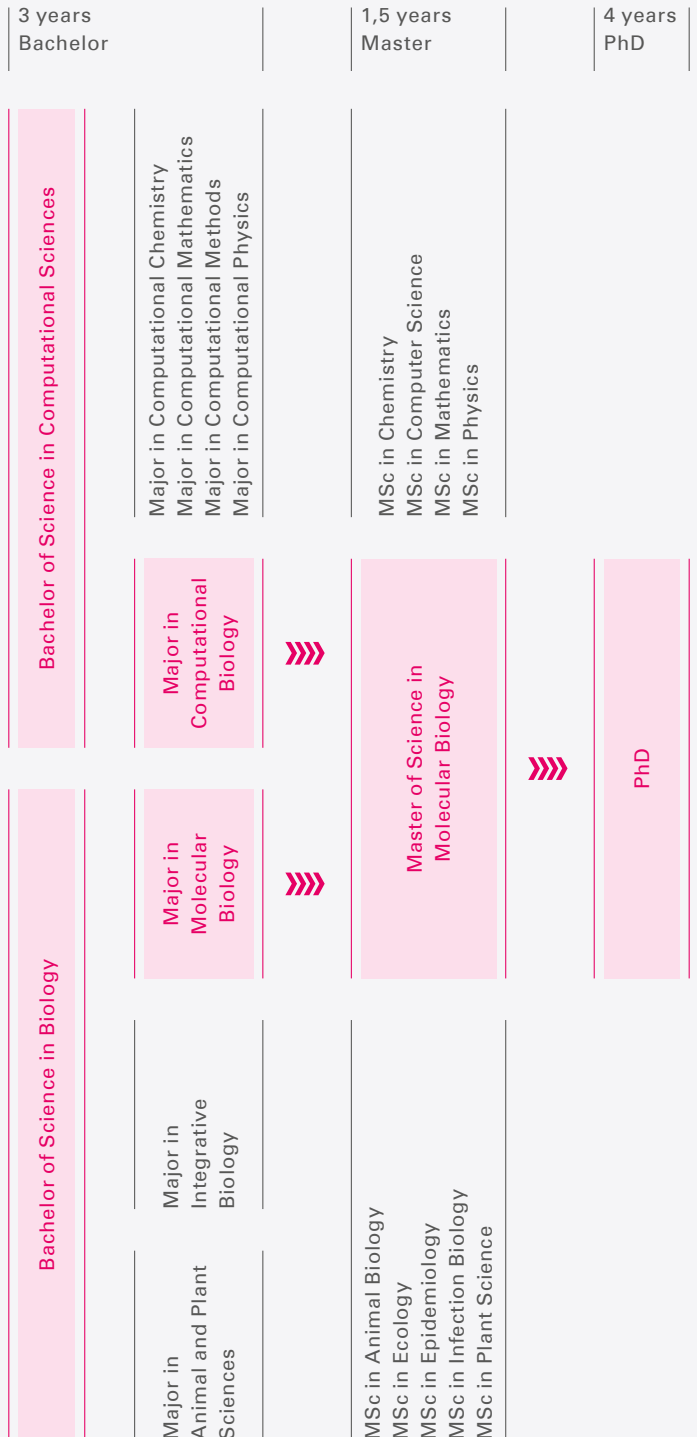 3 years
Bachelor
1,5 years
Master
4 years
PhD
Bachelor of Science in Computational Sciences
Major in Computational Chemistry
Major in Computational Mathematics
Major in Computational Methods
Major in Computational Physics
MSc in Chemistry
MSc in Computer Science
MSc in Mathematics
MSc in Physics
Major in
Computational
Biology
Master of Science in
Molecular Biology
PhD
Bachelor of Science in Biology
Major in
Molecular
Biology
Major in
Integrative
Biology
Major in
Animal and Plant
Sciences
MSc in Animal Biology
MSc in Ecology
MSc in Epidemiology
MSc in Infection Biology
MSc in Plant Science